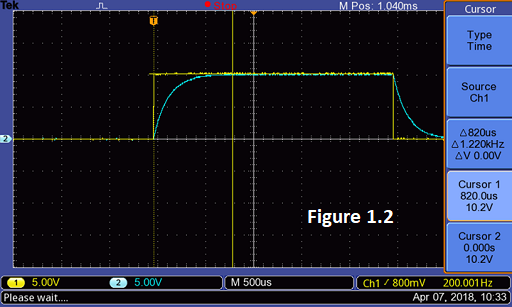 Tek
Stop
M Pos: 1.040ms
Cursor
T
Type
Time
Source
Ch1
2
Δ820us
Δ1.220kHz
ΔV 0.00V
Cursor 1
820.0us
10.2V
Figure 1.2
Cursor 2
0.000s
10.2V
1 5.00V
2 5.00V
M 500us
Ch1 ∕ 800mV
200.001Hz
Please wait....
Apr 07, 2018, 10:33